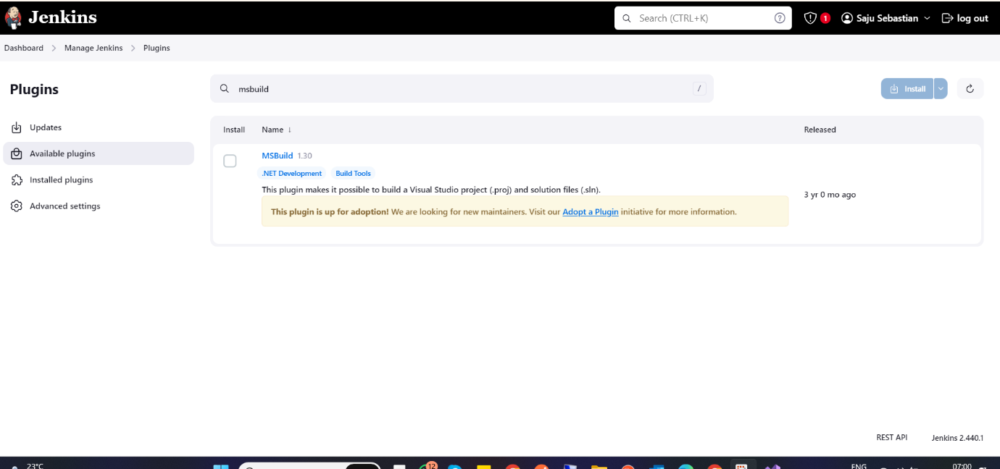 Jenkins
Search (CTRL+K)
1
Saju Sebastian
log out
Dashboard
Manage Jenkins
Plugins
Plugins
msbuild
/
Install
Updates
Available plugins
Installed plugins
Advanced settings
Install Name ↓ Released
MSBuild 1.30
.NET Development Build Tools
This plugin makes it possible to build a Visual Studio project (.proj) and solution files (.sln).
This plugin is up for adoption! We are looking for new maintainers. Visit our Adopt a Plugin initiative for more information.
3 yr 0 mo ago
REST API Jenkins 2.440.1
23°C
12
ENG
07:00